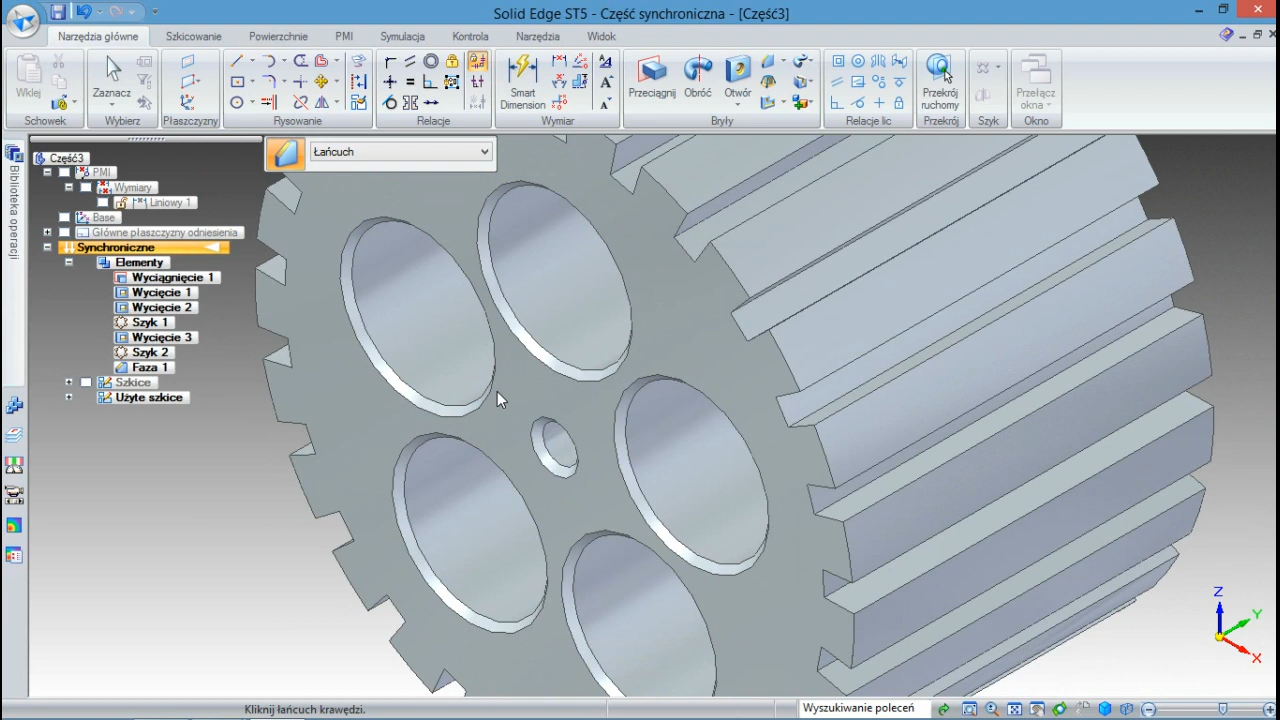 Solid Edge ST5 - Część synchroniczna - [Część3]
Narzędzia główne
Szkicowanie
Powierzchnie
PMI
Symulacja
Kontrola
Narzędzia
Widok
Wklej
Zaznacz
Smart Dimension
Przeciągnij
Obróć
Otwór
Przekrój ruchomy
Przełącz okna
Schowek
Wybierz
Płaszczyzny
Rysowanie
Relacje
Wymiar
Bryły
Relacje lic
Przekrój
Szyk
Okno
Biblioteka operacji
Łańcuch
Część3
PMI
Wymiary
Liniowy 1
Base
Główne płaszczyzny odniesienia
Synchroniczne
Elementy
Wyciągnięcie 1
Wycięcie 1
Wycięcie 2
Szyk 1
Wycięcie 3
Szyk 2
Faza 1
Szkice
Użyte szkice
Z
Y
X
Kliknij łańcuch krawędzi.
Wyszukiwanie poleceń